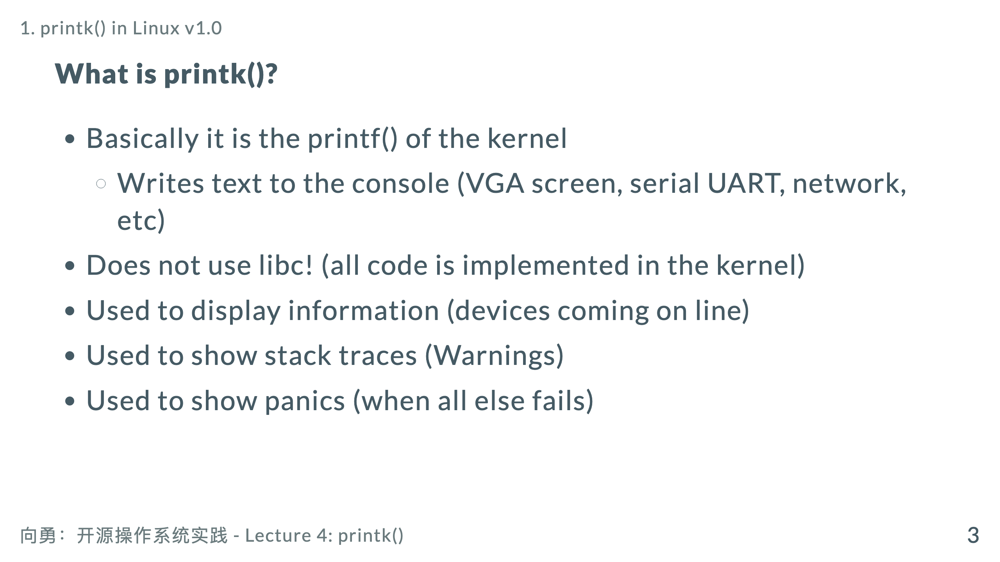 1. printk() in Linux v1.0
What is printk()?
• Basically it is the printf() of the kernel
◦ Writes text to the console (VGA screen, serial UART, network,
etc)
• Does not use libc! (all code is implemented in the kernel)
• Used to display information (devices coming on line)
• Used to show stack traces (Warnings)
• Used to show panics (when all else fails)
向勇：开源操作系统实践 - Lecture 4: printk()
3